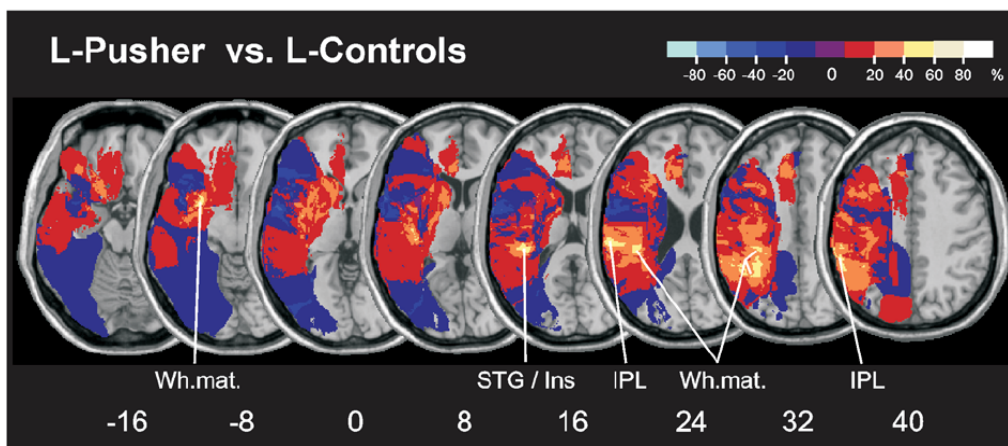 L-Pusher vs. L-Controls
-80 -60 -40 -20 0 20 40 60 80 %
Wh.mat. STG / Ins IPL Wh.mat. IPL
-16 -8 0 8 16 24 32 40